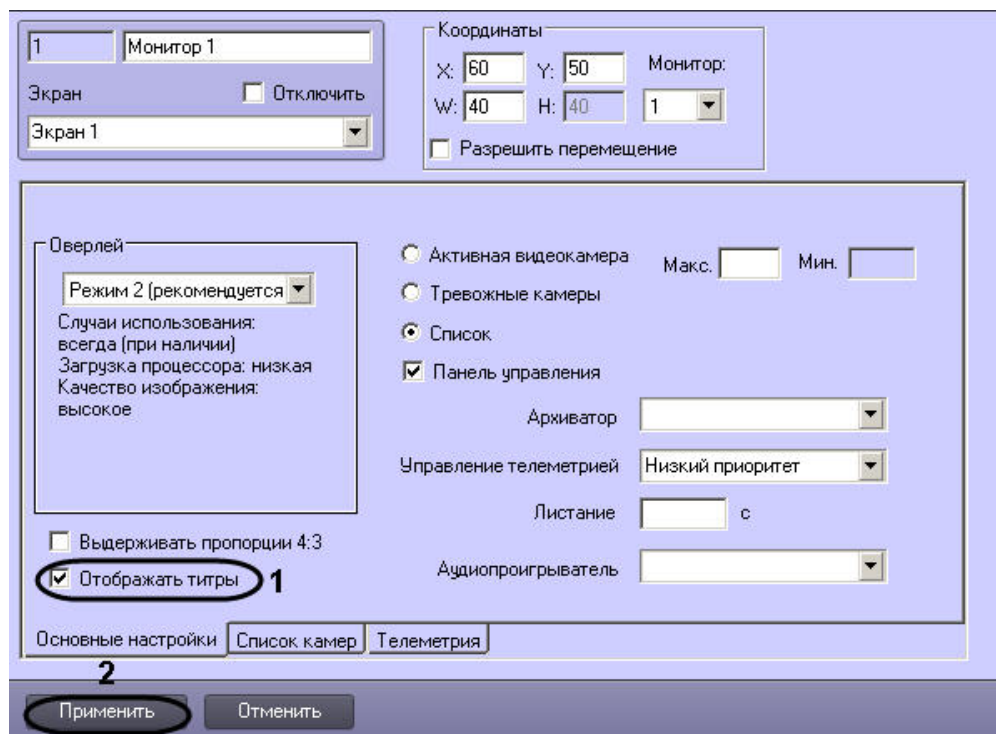 1 Монитор 1
Экран Отключить
Экран 1
Координаты
X: 60 Y: 50 Монитор:
W: 40 H: 40 1
Разрешить перемещение
Оверлей
Режим 2 (рекомендуется
Случаи использования:
всегда (при наличии)
Загрузка процессора: низкая
Качество изображения:
высокое
Выдерживать пропорции 4:3
Отображать титры 1
Активная видеокамера Макс. Мин.
Тревожные камеры
Список
Панель управления
Архиватор
Управление телеметрией Низкий приоритет
Листание с
Аудиопроигрыватель
Основные настройки Список камер Телеметрия
2
Применить Отменить